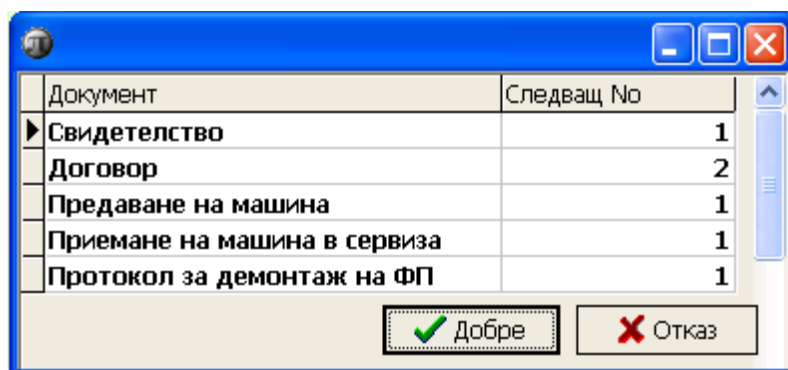 Документ Следващ No
Свидетелство 1
Договор 2
Предаване на машина 1
Приемане на машина в сервиза 1
Протокол за демонтаж на ФП 1
Добре Отказ